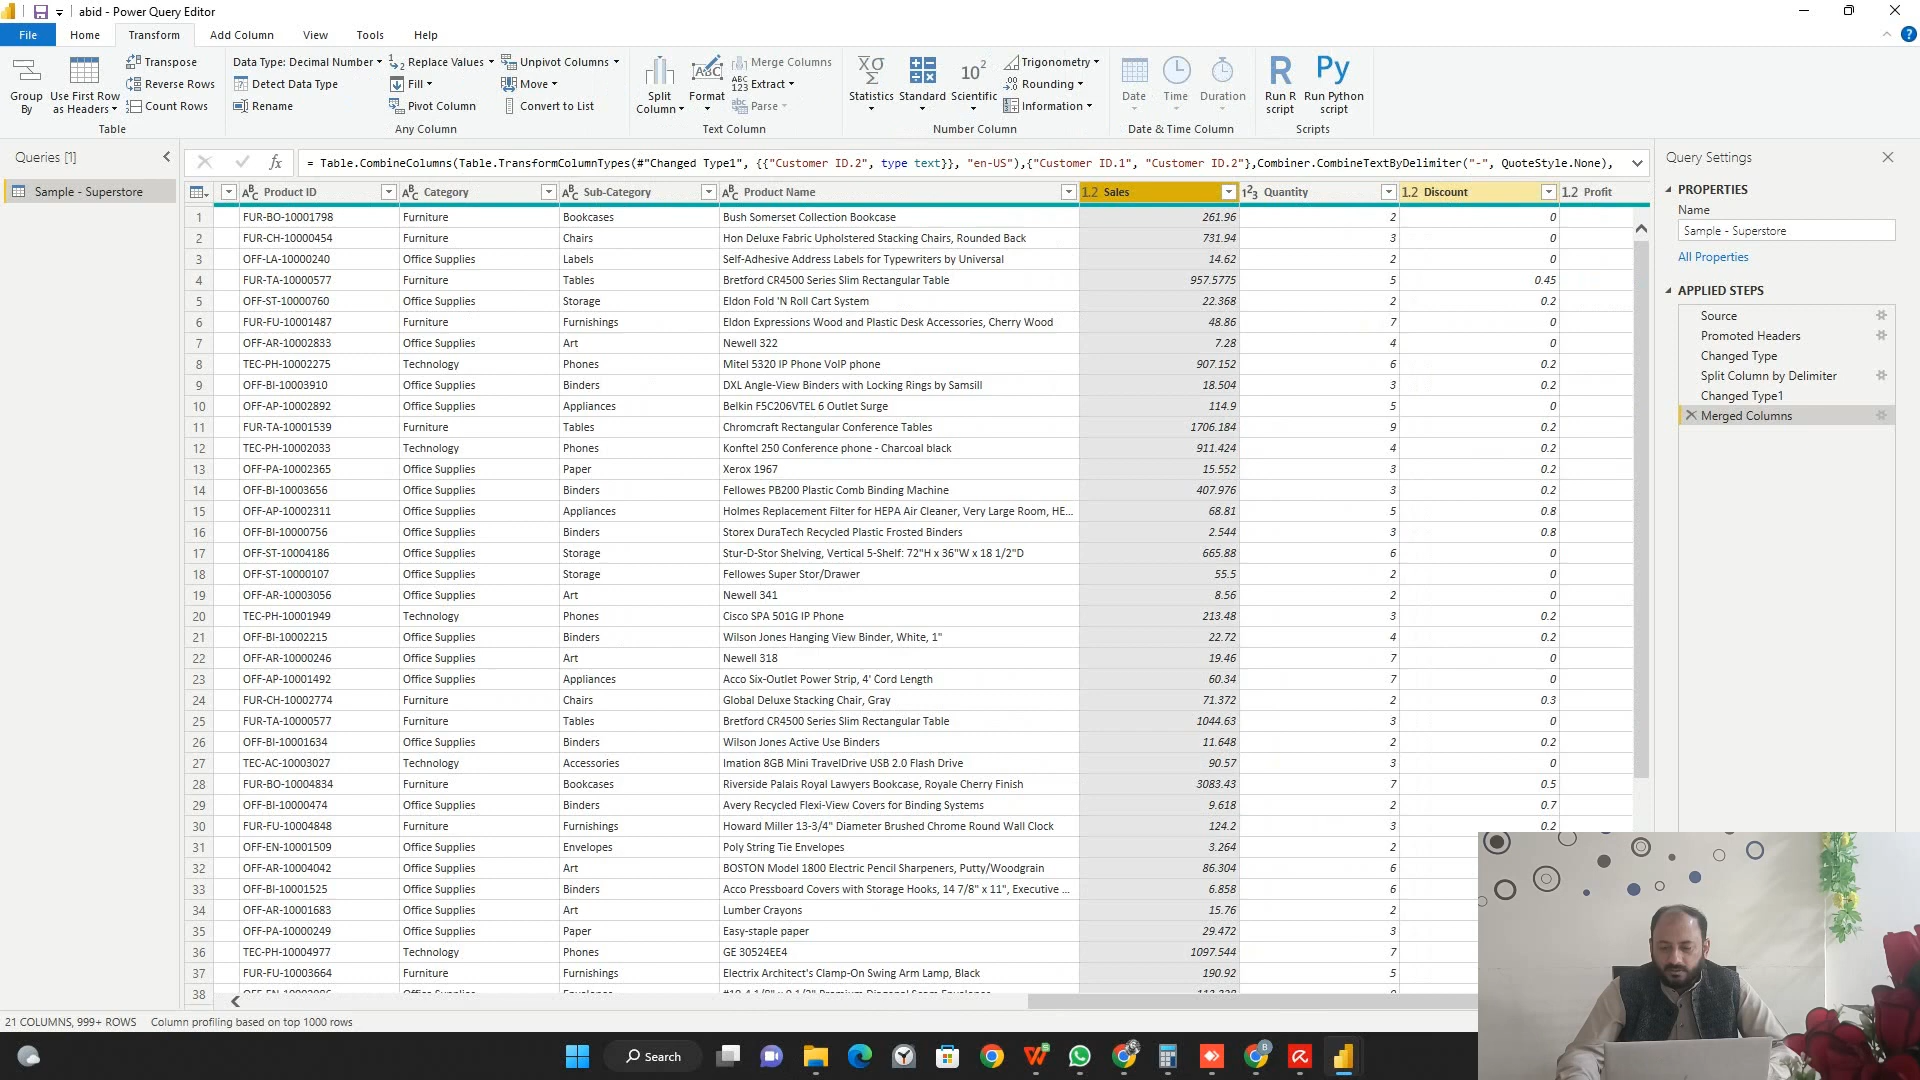 abid - Power Query Editor
File Home Transform Add Column View Tools Help
Group By
Use First Row as Headers
Transpose
Reverse Rows
Count Rows
Table
Data Type: Decimal Number
Detect Data Type
Rename
Replace Values
Fill
Pivot Column
Unpivot Columns
Move
Convert to List
Any Column
Split Column
Format
Merge Columns
Extract
Parse
Text Column
Statistics
Standard
Scientific
Trigonometry
Rounding
Information
Number Column
Date
Time
Duration
Date & Time Column
Run R script
Run Python script
Scripts
Queries [1]
Sample - Superstore
= Table.CombineColumns(Table.TransformColumnTypes(#"Changed Type1", {{"Customer ID.2", type text}}, "en-US"),{"Customer ID.1", "Customer ID.2"},Combiner.CombineTextByDelimiter("-", QuoteStyle.None),
Product ID Category Sub-Category Product Name 1.2 Sales 123 Quantity 1.2 Discount 1.2 Profit
1 FUR-BO-10001798 Furniture Bookcases Bush Somerset Collection Bookcase 261.96 2 0
2 FUR-CH-10000454 Furniture Chairs Hon Deluxe Fabric Upholstered Stacking Chairs, Rounded Back 731.94 3 0
3 OFF-LA-10000240 Office Supplies Labels Self-Adhesive Address Labels for Typewriters by Universal 14.62 2 0
4 FUR-TA-10000577 Furniture Tables Bretford CR4500 Series Slim Rectangular Table 957.5775 5 0.45
5 OFF-ST-10000760 Office Supplies Storage Eldon Fold 'N Roll Cart System 22.368 2 0.2
6 FUR-FU-10001487 Furniture Furnishings Eldon Expressions Wood and Plastic Desk Accessories, Cherry Wood 48.86 7 0
7 OFF-AR-10002833 Office Supplies Art Newell 322 7.28 4 0
8 TEC-PH-10002275 Technology Phones Mitel 5320 IP Phone VoIP phone 907.152 6 0.2
9 OFF-BI-10003910 Office Supplies Binders DXL Angle-View Binders with Locking Rings by Samsill 18.504 3 0.2
10 OFF-AP-10002892 Office Supplies Appliances Belkin F5C206VTEL 6 Outlet Surge 114.9 5 0
11 FUR-TA-10001539 Furniture Tables Chromcraft Rectangular Conference Tables 1706.184 9 0.2
12 TEC-PH-10002033 Technology Phones Konftel 250 Conference phone - Charcoal black 911.424 4 0.2
13 OFF-PA-10002365 Office Supplies Paper Xerox 1967 15.552 3 0.2
14 OFF-BI-10003656 Office Supplies Binders Fellowes PB200 Plastic Comb Binding Machine 407.976 3 0.2
15 OFF-AP-10002311 Office Supplies Appliances Holmes Replacement Filter for HEPA Air Cleaner, Very Large Room, HE... 68.81 5 0.8
16 OFF-BI-10000756 Office Supplies Binders Storex DuraTech Recycled Plastic Frosted Binders 2.544 3 0.8
17 OFF-ST-10004186 Office Supplies Storage Stur-D-Stor Shelving, Vertical 5-Shelf: 72"H x 36"W x 18 1/2"D 665.88 6 0
18 OFF-ST-10000107 Office Supplies Storage Fellowes Super Stor/Drawer 55.5 2 0
19 OFF-AR-10003056 Office Supplies Art Newell 341 8.56 2 0
20 TEC-PH-10001949 Technology Phones Cisco SPA 501G IP Phone 213.48 3 0.2
21 OFF-BI-10002215 Office Supplies Binders Wilson Jones Hanging View Binder, White, 1" 22.72 4 0.2
22 OFF-AR-10000246 Office Supplies Art Newell 318 19.46 7 0
23 OFF-AP-10001492 Office Supplies Appliances Acco Six-Outlet Power Strip, 4' Cord Length 60.34 7 0
24 FUR-CH-10002774 Furniture Chairs Global Deluxe Stacking Chair, Gray 71.372 2 0.3
25 FUR-TA-10000577 Furniture Tables Bretford CR4500 Series Slim Rectangular Table 1044.63 3 0
26 OFF-BI-10001634 Office Supplies Binders Wilson Jones Active Use Binders 11.648 2 0.2
27 TEC-AC-10003027 Technology Accessories Imation 8GB Mini TravelDrive USB 2.0 Flash Drive 90.57 3 0
28 FUR-BO-10004834 Furniture Bookcases Riverside Palais Royal Lawyers Bookcase, Royale Cherry Finish 3083.43 7 0.5
29 OFF-BI-10000474 Office Supplies Binders Avery Recycled Flexi-View Covers for Binding Systems 9.618 2 0.7
30 FUR-FU-10004848 Furniture Furnishings Howard Miller 13-3/4" Diameter Brushed Chrome Round Wall Clock 124.2 3 0.2
31 OFF-EN-10001509 Office Supplies Envelopes Poly String Tie Envelopes 3.264 2
32 OFF-AR-10004042 Office Supplies Art BOSTON Model 1800 Electric Pencil Sharpeners, Putty/Woodgrain 86.304 6
33 OFF-BI-10001525 Office Supplies Binders Acco Pressboard Covers with Storage Hooks, 14 7/8" x 11", Executive ... 6.858 6
34 OFF-AR-10001683 Office Supplies Art Lumber Crayons 15.76 2
35 OFF-PA-10000249 Office Supplies Paper Easy-staple paper 29.472 3
36 TEC-PH-10004977 Technology Phones GE 30524EE4 1097.544 7
37 FUR-FU-10003664 Furniture Furnishings Electrix Architect's Clamp-On Swing Arm Lamp, Black 190.92 5
38
Query Settings
PROPERTIES
Name
Sample - Superstore
All Properties
APPLIED STEPS
Source
Promoted Headers
Changed Type
Split Column by Delimiter
Changed Type1
Merged Columns
21 COLUMNS, 999+ ROWS Column profiling based on top 1000 rows
Search